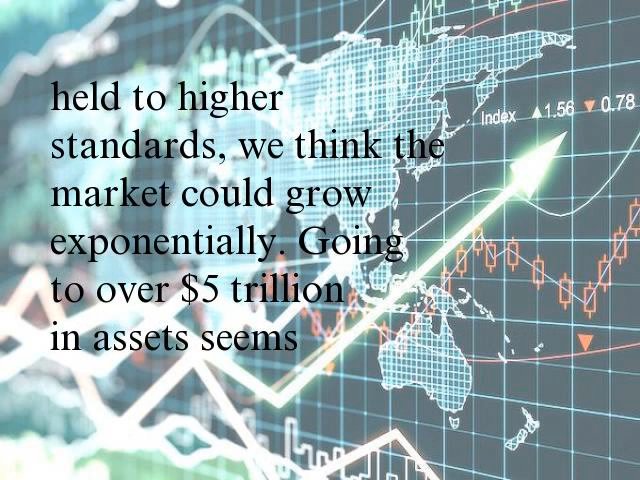 held to higher
standards, we think the
market could grow
exponentially. Going
to over $5 trillion
in assets seems
Index ▲1.56 ▼0.78